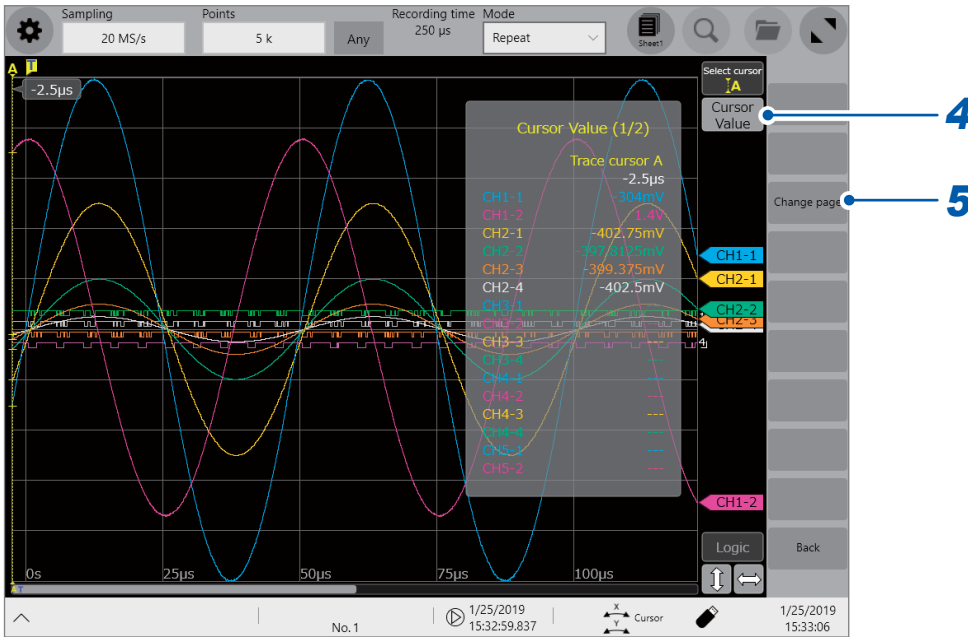 Sampling
20 MS/s
Points
5 k
Any
Recording time
250 µs
Mode
Repeat
Sheet1
A
T
-2.5µs
Select cursor
A
Cursor
Value
4
Cursor Value (1/2)
Trace cursor A
-2.5µs
CH1-1 -304mV
CH1-2 1.4V
CH2-1 -402.75mV
CH2-2 -397.8125mV
CH2-3 -399.375mV
CH2-4 -402.5mV
CH3-1 ---
CH3-2 ---
CH3-3 ---
CH3-4 ---
CH4-1 ---
CH4-2 ---
CH4-3 ---
CH4-4 ---
CH5-1 ---
CH5-2 ---
Change page
5
CH1-1
CH2-1
CH2-2
CH2-3
4
CH1-2
Logic
Back
0s
25µs
50µs
75µs
100µs
A T
No. 1
1/25/2019
15:32:59.837
X
Y
Cursor
1/25/2019
15:33:06